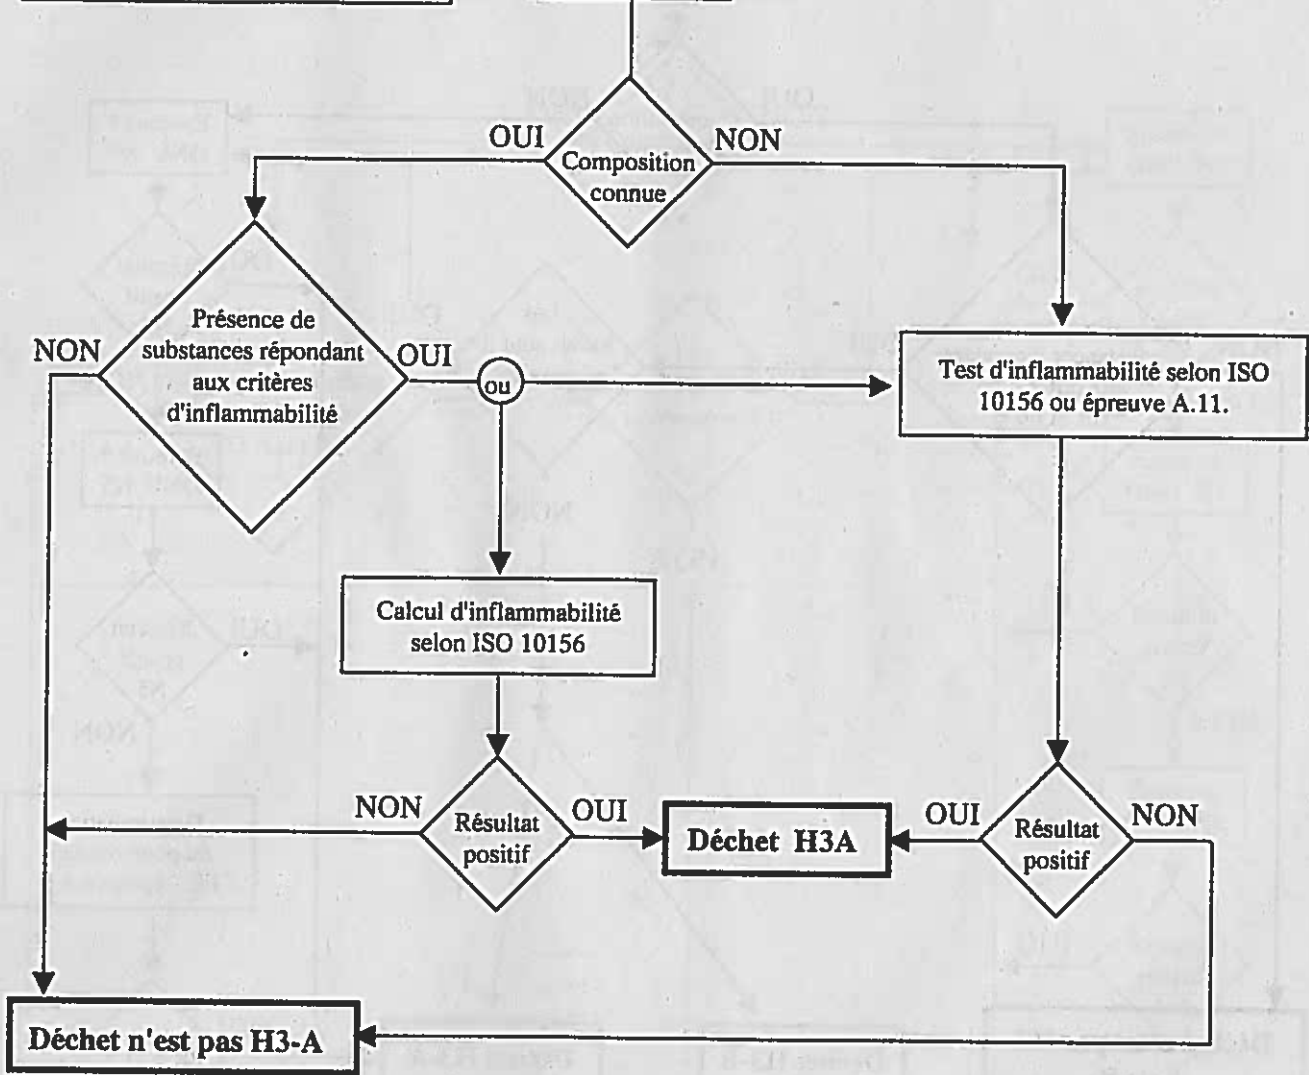 OUI
NON
Composition
connue
Présence de
substances répondant
aux critères
d'inflammabilité
NON
OUI
ou
Test d'inflammabilité selon ISO
10156 ou épreuve A.11.
Calcul d'inflammabilité
selon ISO 10156
NON
Résultat
positif
OUI
Déchet H3A
OUI
Résultat
positif
NON
Déchet n'est pas H3-A